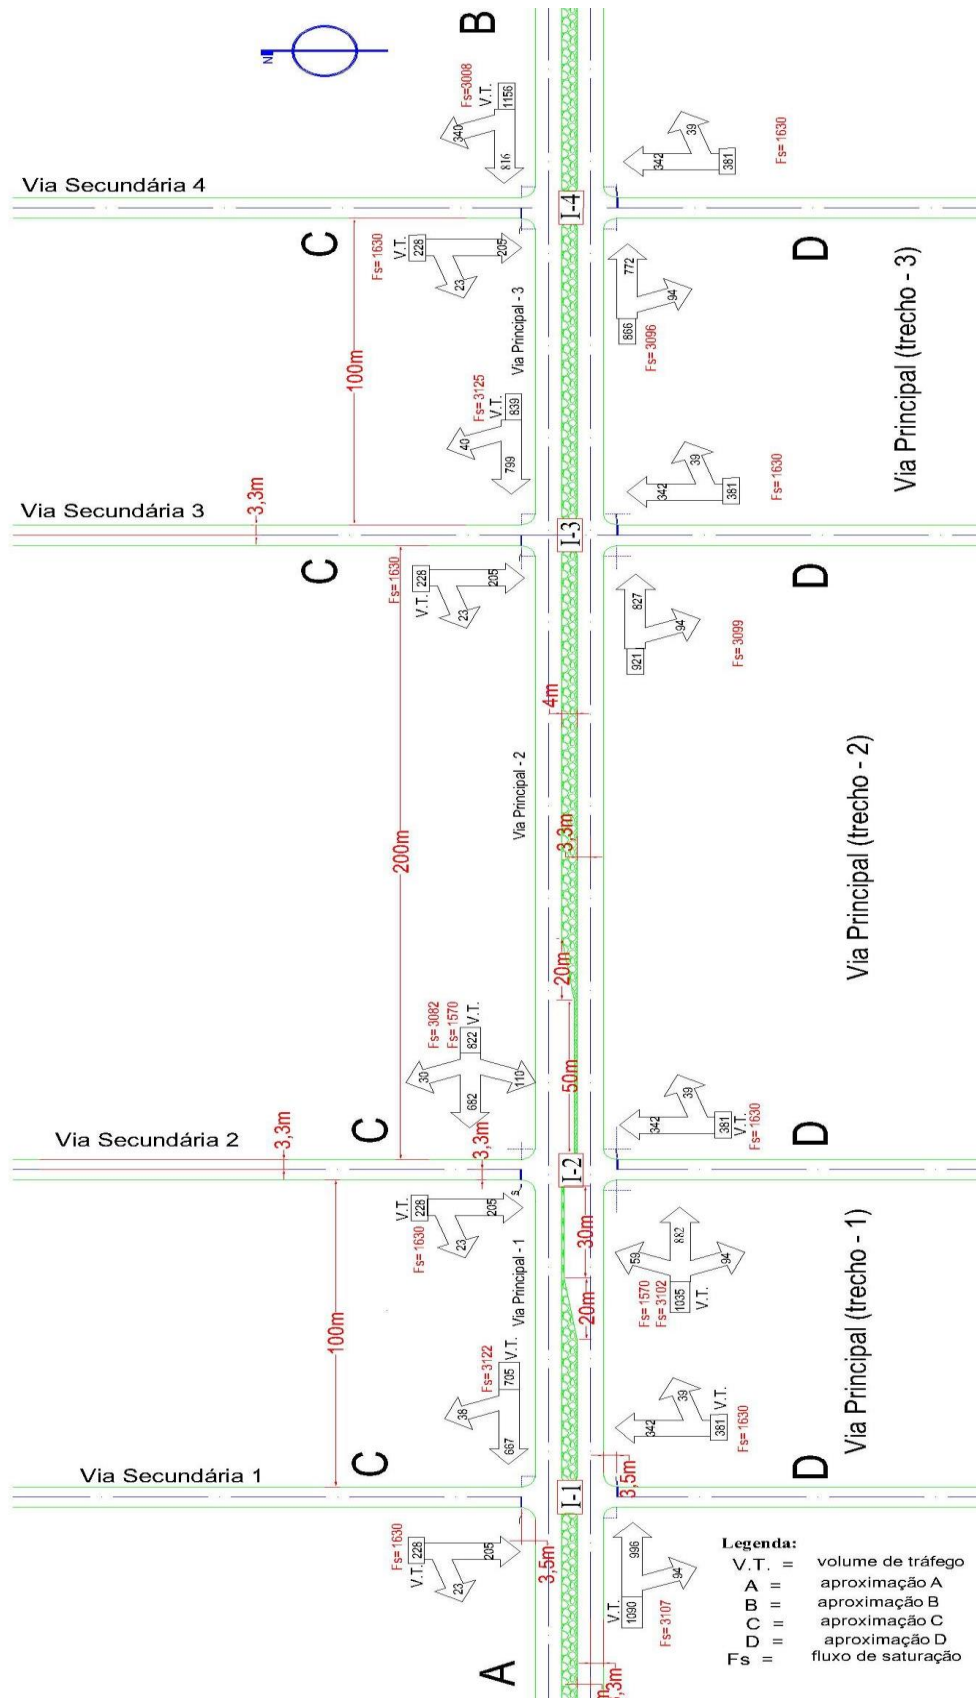 B
N
Fs=3008
V.T.
1156
340
816
342
39
381
Fs=1630
Via Secundária 4
I-4
C
Fs=1630
V.T.
228
205
23
D
772
94
866
Fs=3096
Via Principal - 3
100m
Fs=3125
V.T.
839
40
799
342
39
381
Fs=1630
Via Principal (trecho - 3)
3,3m
Via Secundária 3
I-3
C
Fs=1630
V.T.
228
205
23
D
827
94
921
Fs=3099
4m
Via Principal - 2
200m
3,3m
20m
50m
Via Principal (trecho - 2)
Fs=3082
Fs=1570
V.T.
822
30
682
110
342
39
381
V.T.
Fs=1630
C
D
Via Secundária 2
3,3m
3,3m
I-2
s
V.T.
228
205
23
Fs=1630
30m
20m
59
882
94
Fs=1570
Fs=3102
1035
V.T.
Via Principal - 1
100m
Fs=3122
V.T.
705
38
667
342
39
381
V.T.
Fs=1630
Via Principal (trecho - 1)
C
D
Via Secundária 1
I-1
3,5m
3,5m
Fs=1630
228
V.T.
205
23
996
94
1090
V.T.
Fs=3107
A
3,3m
Legenda:
V.T. = volume de tráfego
A = aproximação A
B = aproximação B
C = aproximação C
D = aproximação D
Fs = fluxo de saturação